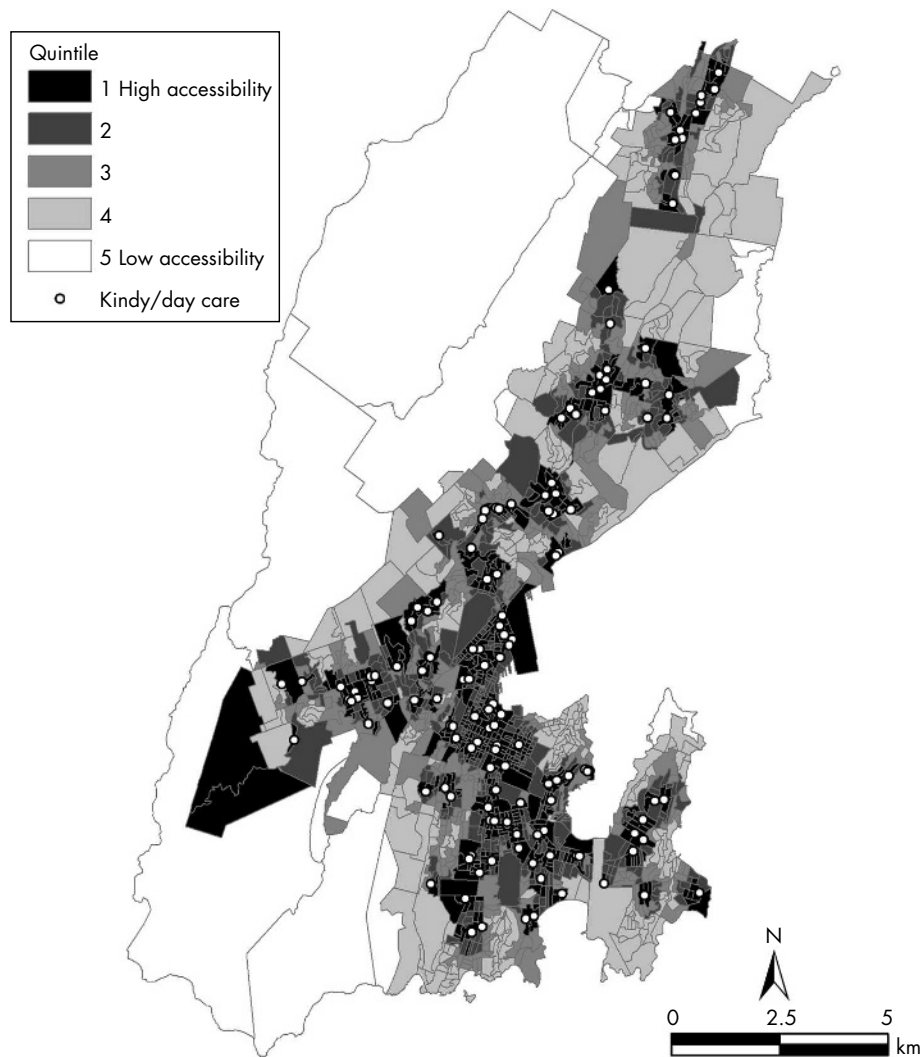 Quintile
1 High accessibility
2
3
4
5 Low accessibility
Kindy/day care
N
0 2.5 5
km